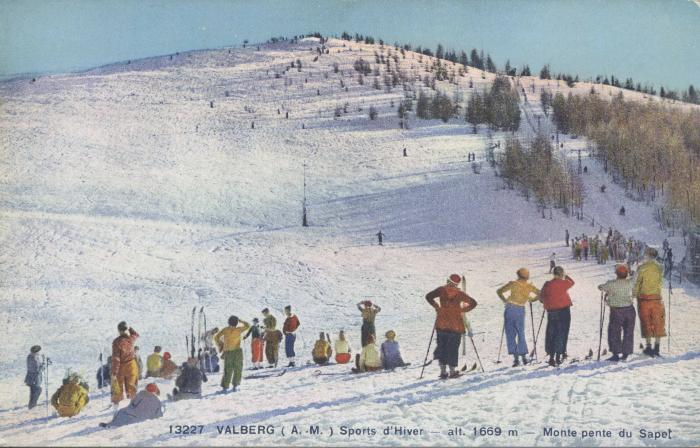 13227 VALBERG ( A.-M. ) Sports d'Hiver — alt. 1669 m — Monte pente du Sapet